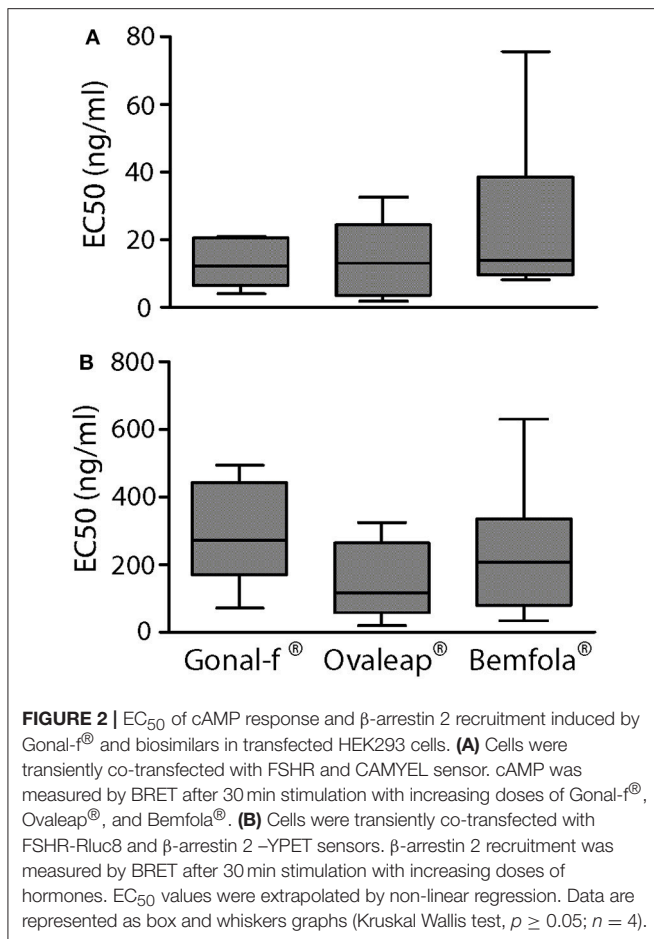 A
80
60
40
20
0
EC50 (ng/ml)
B
800
600
400
200
0
EC50 (ng/ml)
Gonal-f ® Ovaleap® Bemfola®
FIGURE 2 | EC50 of cAMP response and β-arrestin 2 recruitment induced by
Gonal-f® and biosimilars in transfected HEK293 cells. (A) Cells were
transiently co-transfected with FSHR and CAMYEL sensor. cAMP was
measured by BRET after 30 min stimulation with increasing doses of Gonal-f®,
Ovaleap®, and Bemfola®. (B) Cells were transiently co-transfected with
FSHR-Rluc8 and β-arrestin 2 –YPET sensors. β-arrestin 2 recruitment was
measured by BRET after 30 min stimulation with increasing doses of
hormones. EC50 values were extrapolated by non-linear regression. Data are
represented as box and whiskers graphs (Kruskal Wallis test, p ≥ 0.05; n = 4).